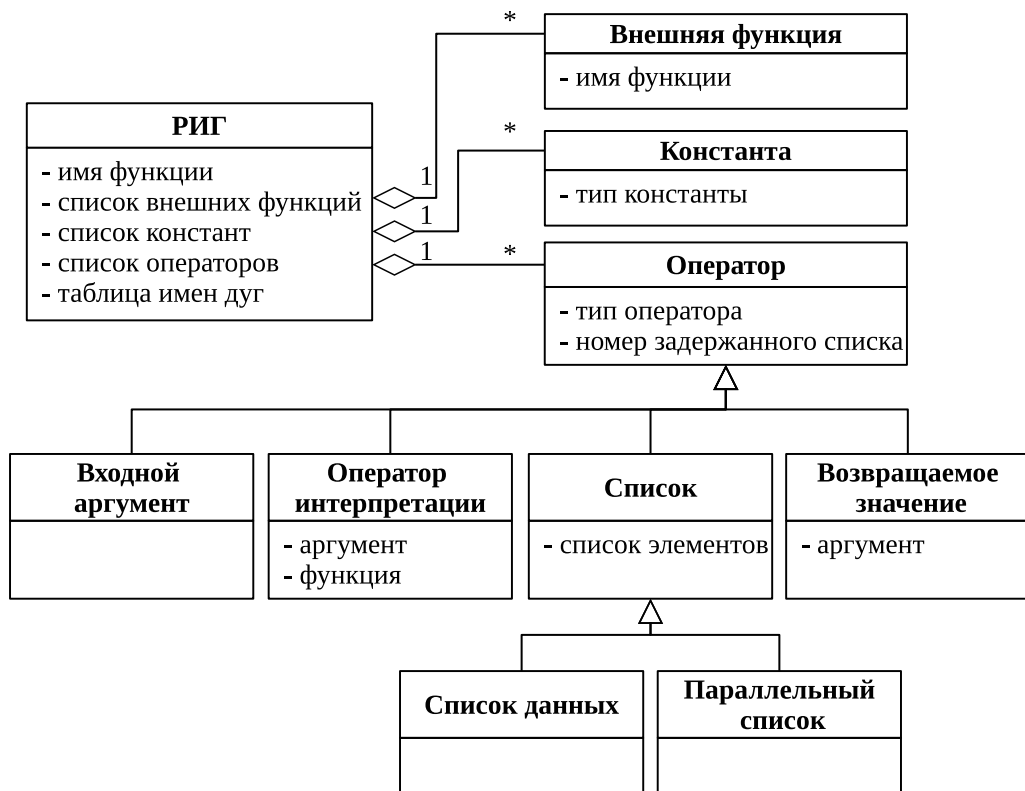 *
Внешняя функция
- имя функции
РИГ
- имя функции
- список внешних функций
- список констант
- список операторов
- таблица имен дуг
1
1
1
*
Константа
- тип константы
*
Оператор
- тип оператора
- номер задержанного списка
Входной
аргумент
Оператор
интерпретации
- аргумент
- функция
Список
- список элементов
Возвращаемое
значение
- аргумент
Список данных
Параллельный
список